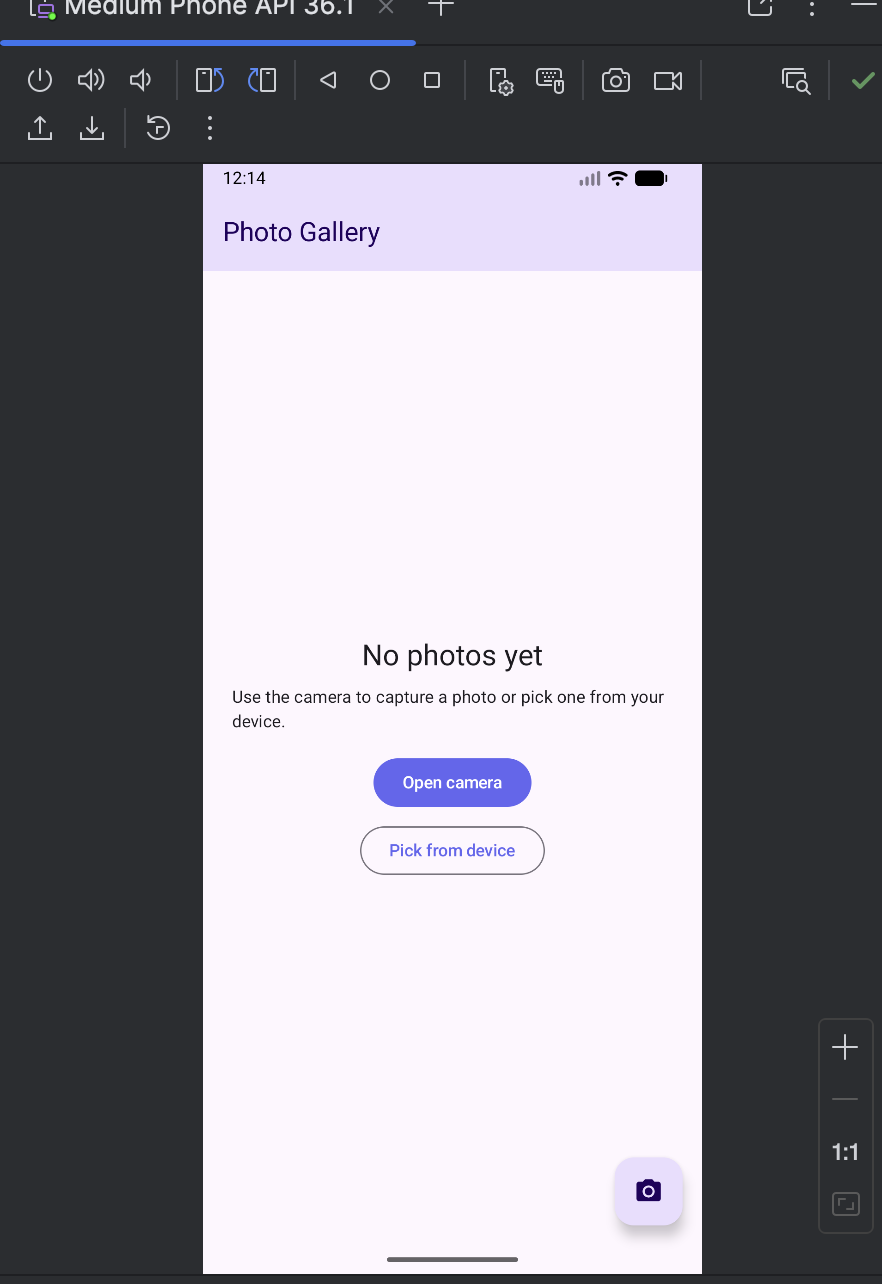 Medium Phone API 36.1
12:14
Photo Gallery
No photos yet
Use the camera to capture a photo or pick one from your
device.
Open camera
Pick from device
1:1